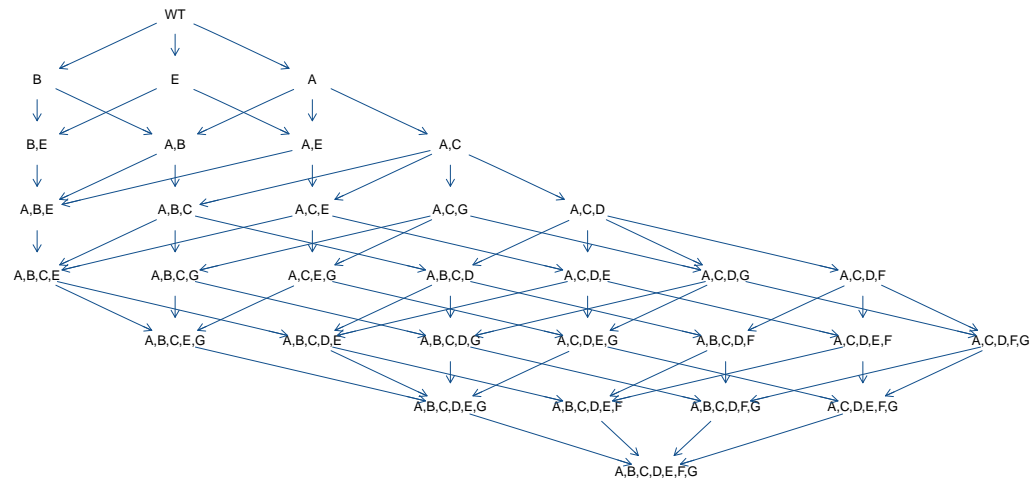 WT
B E A
B,E A,B A,E A,C
A,B,E A,B,C A,C,E A,C,G A,C,D
A,B,C,E A,B,C,G A,C,E,G A,B,C,D A,C,D,E A,C,D,G A,C,D,F
A,B,C,E,G A,B,C,D,E A,B,C,D,G A,C,D,E,G A,B,C,D,F A,C,D,E,F A,C,D,F,G
A,B,C,D,E,G A,B,C,D,E,F A,B,C,D,F,G A,C,D,E,F,G
A,B,C,D,E,F,G